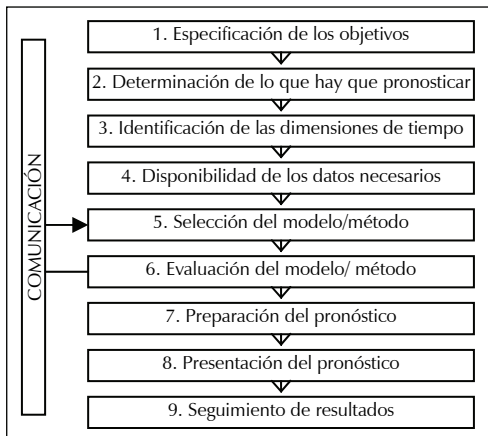 COMUNICACIÓN
1. Especificación de los objetivos
2. Determinación de lo que hay que pronosticar
3. Identificación de las dimensiones de tiempo
4. Disponibilidad de los datos necesarios
5. Selección del modelo/método
6. Evaluación del modelo/ método
7. Preparación del pronóstico
8. Presentación del pronóstico
9. Seguimiento de resultados